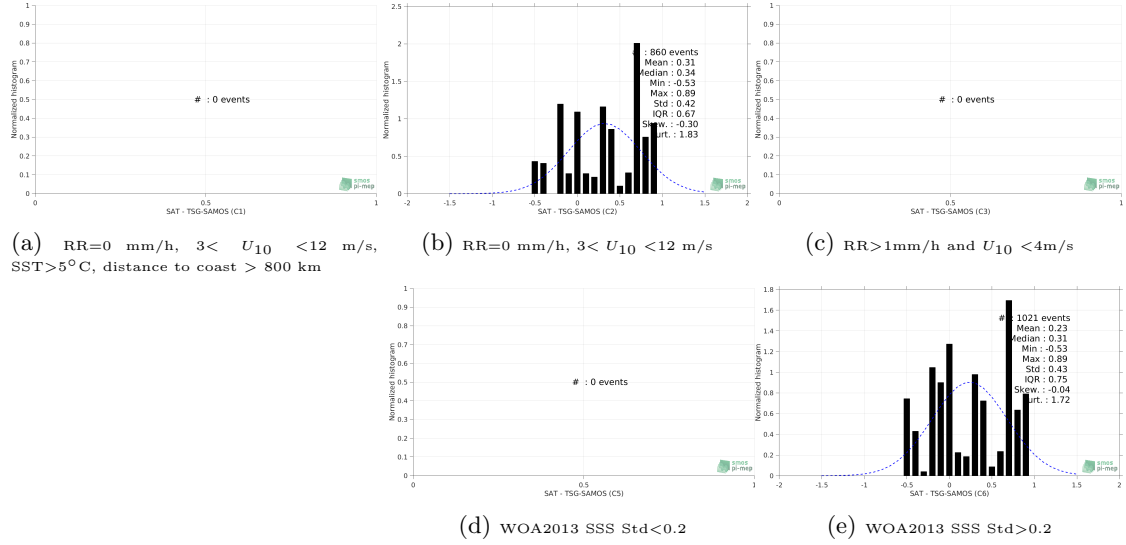 1
0.9
0.8
0.7
0.6
0.5
0.4
0.3
0.2
0.1
0
Normalized histogram
# : 0 events
0 0.5 1
SAT - TSG-SAMOS (C1)
smos
pi-mep
(a) RR=0 mm/h, 3< U10 <12 m/s,
SST>5°C, distance to coast > 800 km
2.5
2
1.5
1
0.5
0
Normalized histogram
: 860 events
Mean : 0.31
Median : 0.34
Min : -0.53
Max : 0.89
Std : 0.42
IQR : 0.67
Skew. : -0.30
urt. : 1.83
-2 -1.5 -1 -0.5 0 0.5 1 1.5 2
SAT - TSG-SAMOS (C2)
smos
pi-mep
(b) RR=0 mm/h, 3< U10 <12 m/s
1
0.9
0.8
0.7
0.6
0.5
0.4
0.3
0.2
0.1
0
Normalized histogram
# : 0 events
0 0.5 1
SAT - TSG-SAMOS (C3)
smos
pi-mep
(c) RR>1mm/h and U10 <4m/s
1
0.9
0.8
0.7
0.6
0.5
0.4
0.3
0.2
0.1
0
Normalized histogram
# : 0 events
0 0.5 1
SAT - TSG-SAMOS (C5)
smos
pi-mep
(d) WOA2013 SSS Std<0.2
1.8
1.6
1.4
1.2
1
0.8
0.6
0.4
0.2
0
Normalized histogram
# : 1021 events
Mean : 0.23
Median : 0.31
Min : -0.53
Max : 0.89
Std : 0.43
IQR : 0.75
Skew. : -0.04
urt. : 1.72
-2 -1.5 -1 -0.5 0 0.5 1 1.5 2
SAT - TSG-SAMOS (C6)
smos
pi-mep
(e) WOA2013 SSS Std>0.2